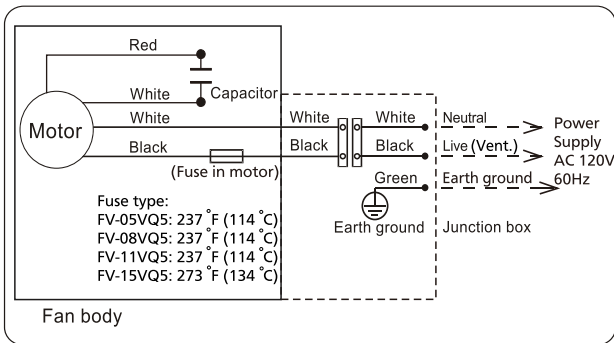 Red
White
Capacitor
White
White
White
Neutral
Power
Supply
AC 120V
60Hz
Motor
Black
Black
Black
Live (Vent.)
(Fuse in motor)
Green
Earth ground
Fuse type:
FV-05VQ5: 237 °F (114 °C)
FV-08VQ5: 237 °F (114 °C)
FV-11VQ5: 237 °F (114 °C)
FV-15VQ5: 273 °F (134 °C)
Earth ground
Junction box
Fan body